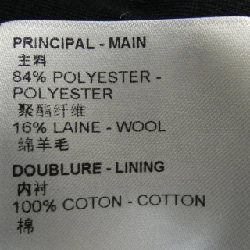 PRINCIPAL - MAIN
主料
84% POLYESTER -
POLYESTER
聚酯纤维
16% LAINE - WOOL
绵羊毛
DOUBLURE - LINING
内衬
100% COTON - COTTON
棉